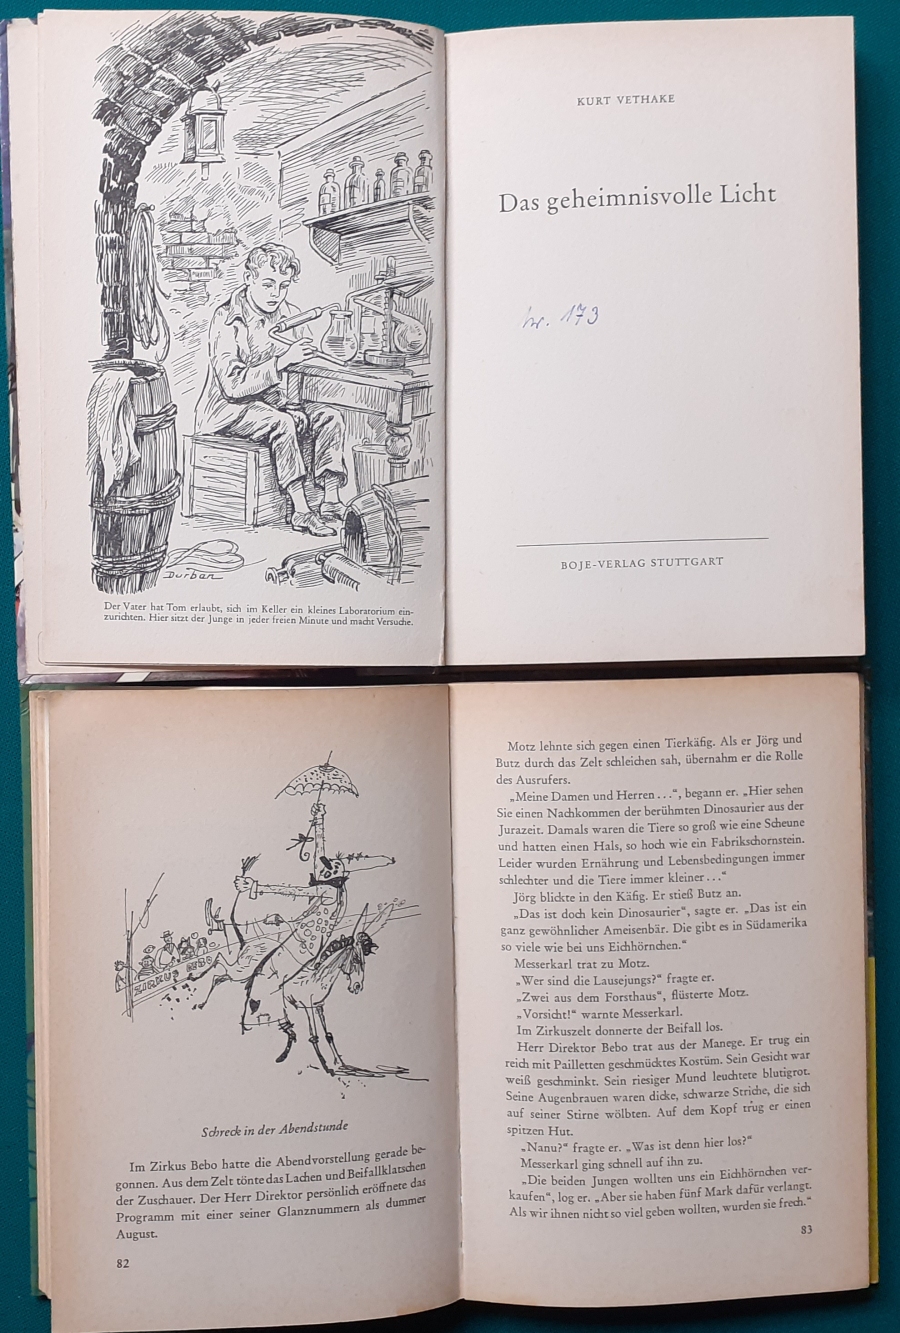 Durban
Der Vater hat Tom erlaubt, sich im Keller ein kleines Laboratorium ein-
zurichten. Hier sitzt der Junge in jeder freien Minute und macht Versuche.
KURT VETHAKE
Das geheimnisvolle Licht
Nr. 173
BOJE-VERLAG STUTTGART
ZIRKUS BEBO
Schreck in der Abendstunde
Im Zirkus Bebo hatte die Abendvorstellung gerade be-
gonnen. Aus dem Zelt tönte das Lachen und Beifallklatschen
der Zuschauer. Der Herr Direktor persönlich eröffnete das
Programm mit einer seiner Glanznummern als dummer
August.
82
Motz lehnte sich gegen einen Tierkäfig. Als er Jörg und
Butz durch das Zelt schleichen sah, übernahm er die Rolle
des Ausrufers.
„Meine Damen und Herren...“, begann er. „Hier sehen
Sie einen Nachkommen der berühmten Dinosaurier aus der
Jurazeit. Damals waren die Tiere so groß wie eine Scheune
und hatten einen Hals, so hoch wie ein Fabrikschornstein.
Leider wurden Ernährung und Lebensbedingungen immer
schlechter und die Tiere immer kleiner...“
Jörg blickte in den Käfig. Er stieß Butz an.
„Das ist doch kein Dinosaurier“, sagte er. „Das ist ein
ganz gewöhnlicher Ameisenbär. Die gibt es in Südamerika
so viele wie bei uns Eichhörnchen.“
Messerkarl trat zu Motz.
„Wer sind die Lausejungs?“ fragte er.
„Zwei aus dem Forsthaus“, flüsterte Motz.
„Vorsicht!“ warnte Messerkarl.
Im Zirkuszelt donnerte der Beifall los.
Herr Direktor Bebo trat aus der Manege. Er trug ein
reich mit Pailletten geschmücktes Kostüm. Sein Gesicht war
weiß geschminkt. Sein riesiger Mund leuchtete blutigrot.
Seine Augenbrauen waren dicke, schwarze Striche, die sich
auf seiner Stirne wölbten. Auf dem Kopf trug er einen
spitzen Hut.
„Nanu?“ fragte er. „Was ist denn hier los?“
Messerkarl ging schnell auf ihn zu.
„Die beiden Jungen wollten uns ein Eichhörnchen ver-
kaufen“, log er. „Aber sie haben fünf Mark dafür verlangt.
Als wir ihnen nicht so viel geben wollten, wurden sie frech.“
83